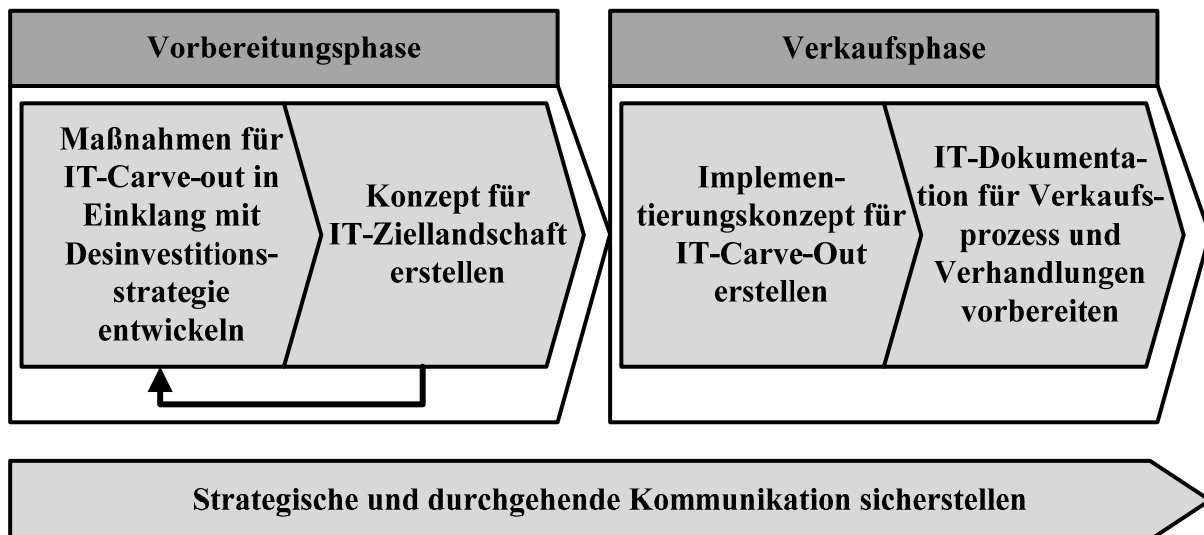 Vorbereitungsphase
Maßnahmen für
IT-Carve-out in
Einklang mit
Desinvestitions-
strategie
entwickeln
Konzept für
IT-Ziellandschaft
erstellen
Verkaufsphase
Implemen-
tierungskonzept für
IT-Carve-Out
erstellen
IT-Dokumenta-
tion für Verkaufs-
prozess und
Verhandlungen
vorbereiten
Strategische und durchgehende Kommunikation sicherstellen